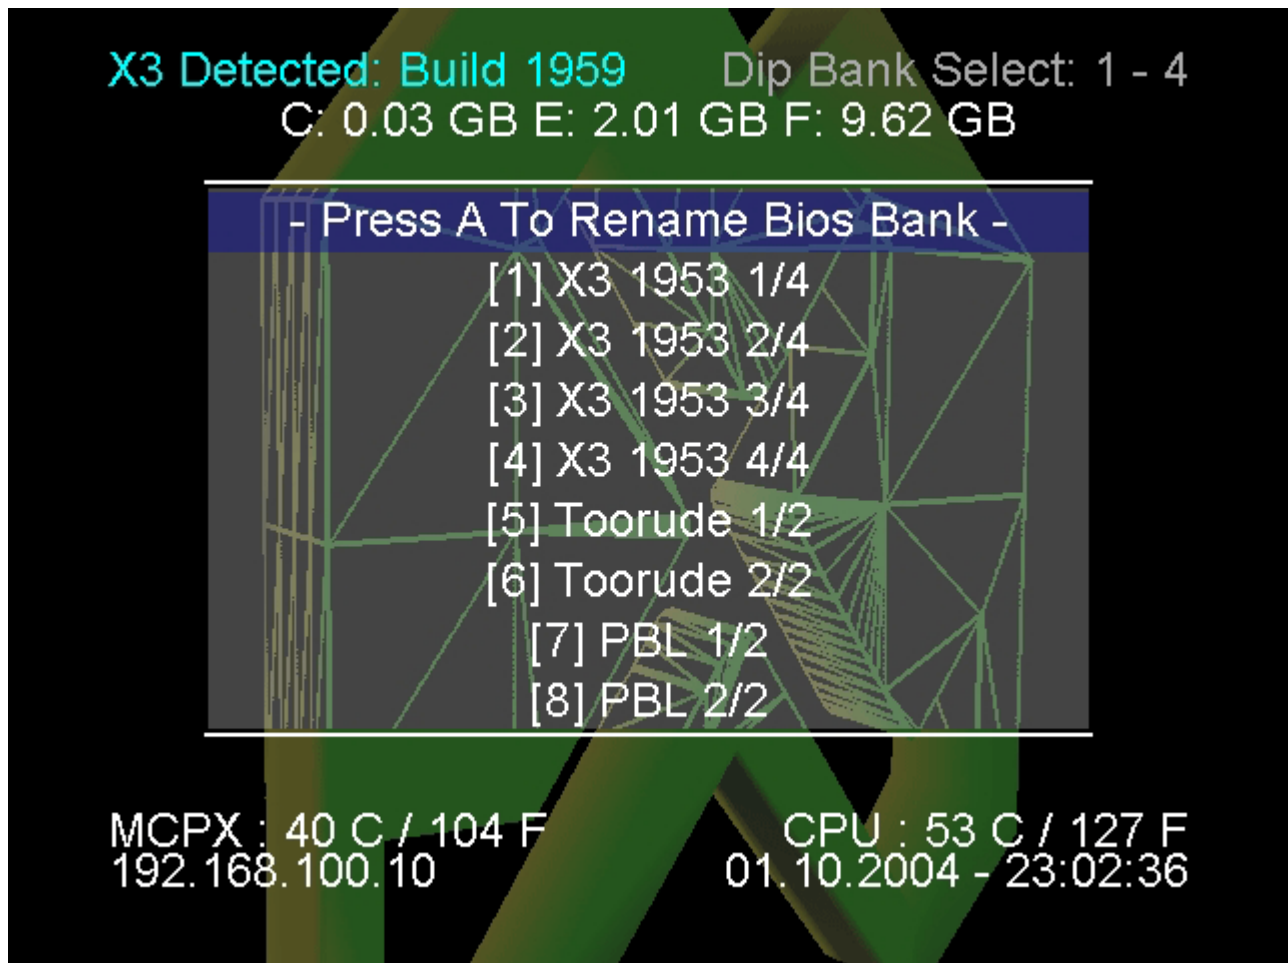 X3 Detected: Build 1959 Dip Bank Select: 1 - 4
C: 0.03 GB E: 2.01 GB F: 9.62 GB
- Press A To Rename Bios Bank -
[1] X3 1953 1/4
[2] X3 1953 2/4
[3] X3 1953 3/4
[4] X3 1953 4/4
[5] Toorude 1/2
[6] Toorude 2/2
[7] PBL 1/2
[8] PBL 2/2
MCPX : 40 C / 104 F CPU : 53 C / 127 F
192.168.100.10 01.10.2004 - 23:02:36